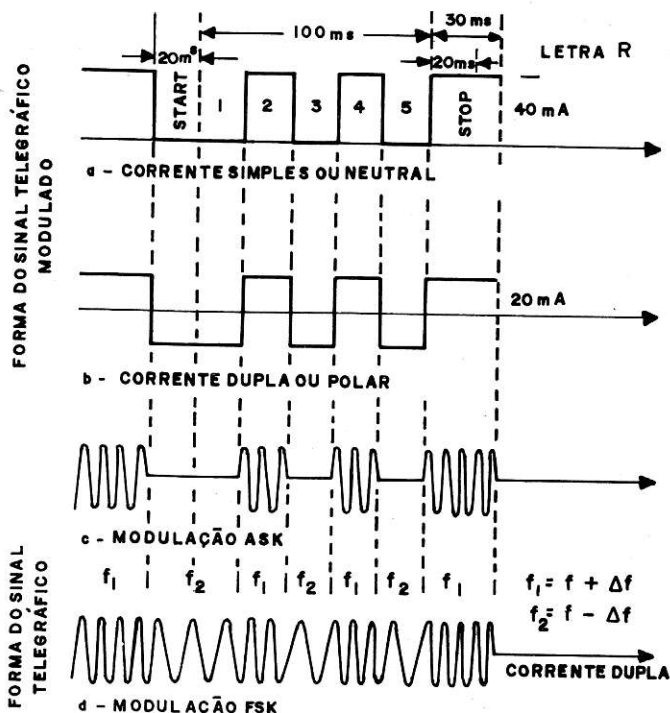 30 ms
100 ms
20mˢ
20ms
LETRA R
START
1
2
3
4
5
STOP
40 mA
a - CORRENTE SIMPLES OU NEUTRAL
FORMA DO SINAL TELEGRÁFICO
MODULADO
20 mA
b - CORRENTE DUPLA OU POLAR
c - MODULAÇÃO ASK
FORMA DO SINAL
TELEGRÁFICO
f₁ f₂ f₁ f₂ f₁ f₂ f₁
f₁= f + Δf
f₂= f − Δf
CORRENTE DUPLA
d - MODULAÇÃO FSK